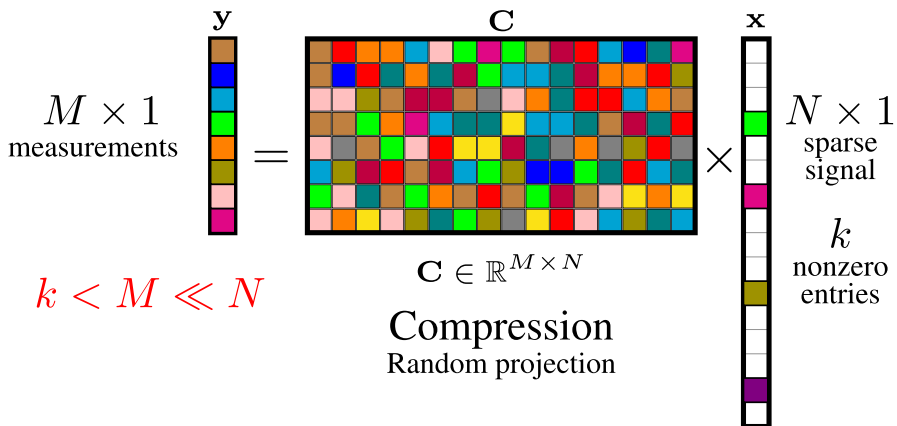 y
C
x
M × 1
measurements
=
×
N × 1
sparse
signal
k
nonzero
entries
C ∈ ℝ^{M×N}
k < M ≪ N
Compression
Random projection